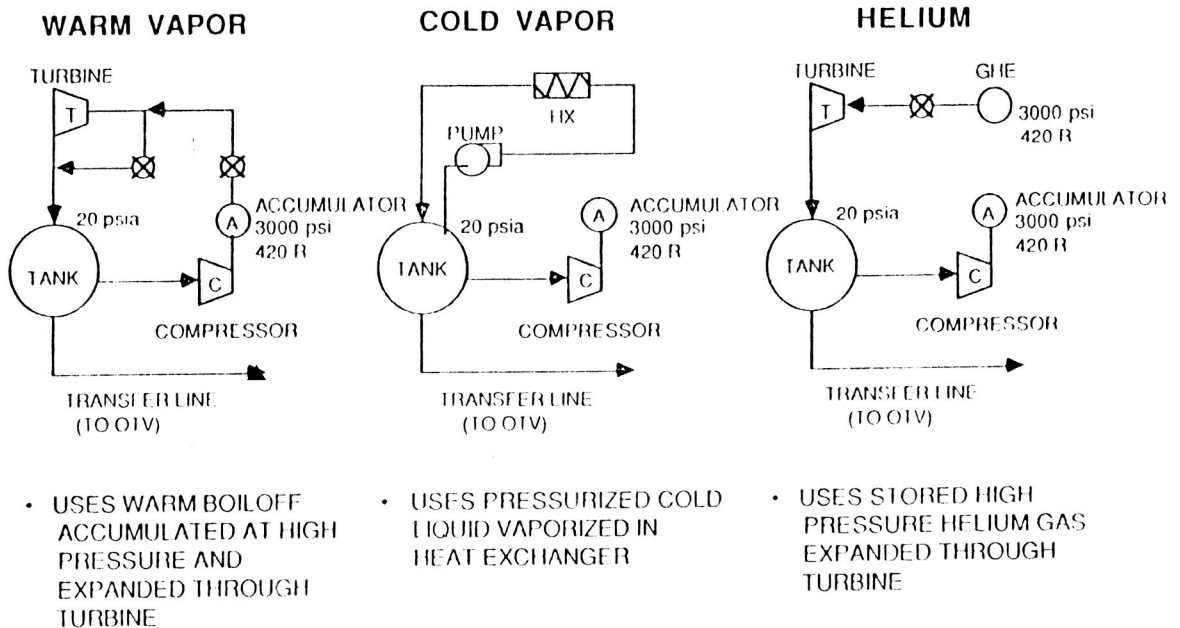 WARM VAPOR
TURBINE
T
A
ACCUMULATOR
3000 psi
420 R
20 psia
TANK
C
COMPRESSOR
TRANSFER LINE
(TO OTV)
• USES WARM BOILOFF
ACCUMULATED AT HIGH
PRESSURE AND
EXPANDED THROUGH
TURBINE
COLD VAPOR
HX
PUMP
20 psia
A
ACCUMULATOR
3000 psi
420 R
TANK
C
COMPRESSOR
TRANSFER LINE
(TO OTV)
• USES PRESSURIZED COLD
LIQUID VAPORIZED IN
HEAT EXCHANGER
HELIUM
TURBINE
GHE
T
3000 psi
420 R
20 psia
A
ACCUMULATOR
3000 psi
420 R
TANK
C
COMPRESSOR
TRANSFER LINE
(TO OTV)
• USES STORED HIGH
PRESSURE HELIUM GAS
EXPANDED THROUGH
TURBINE